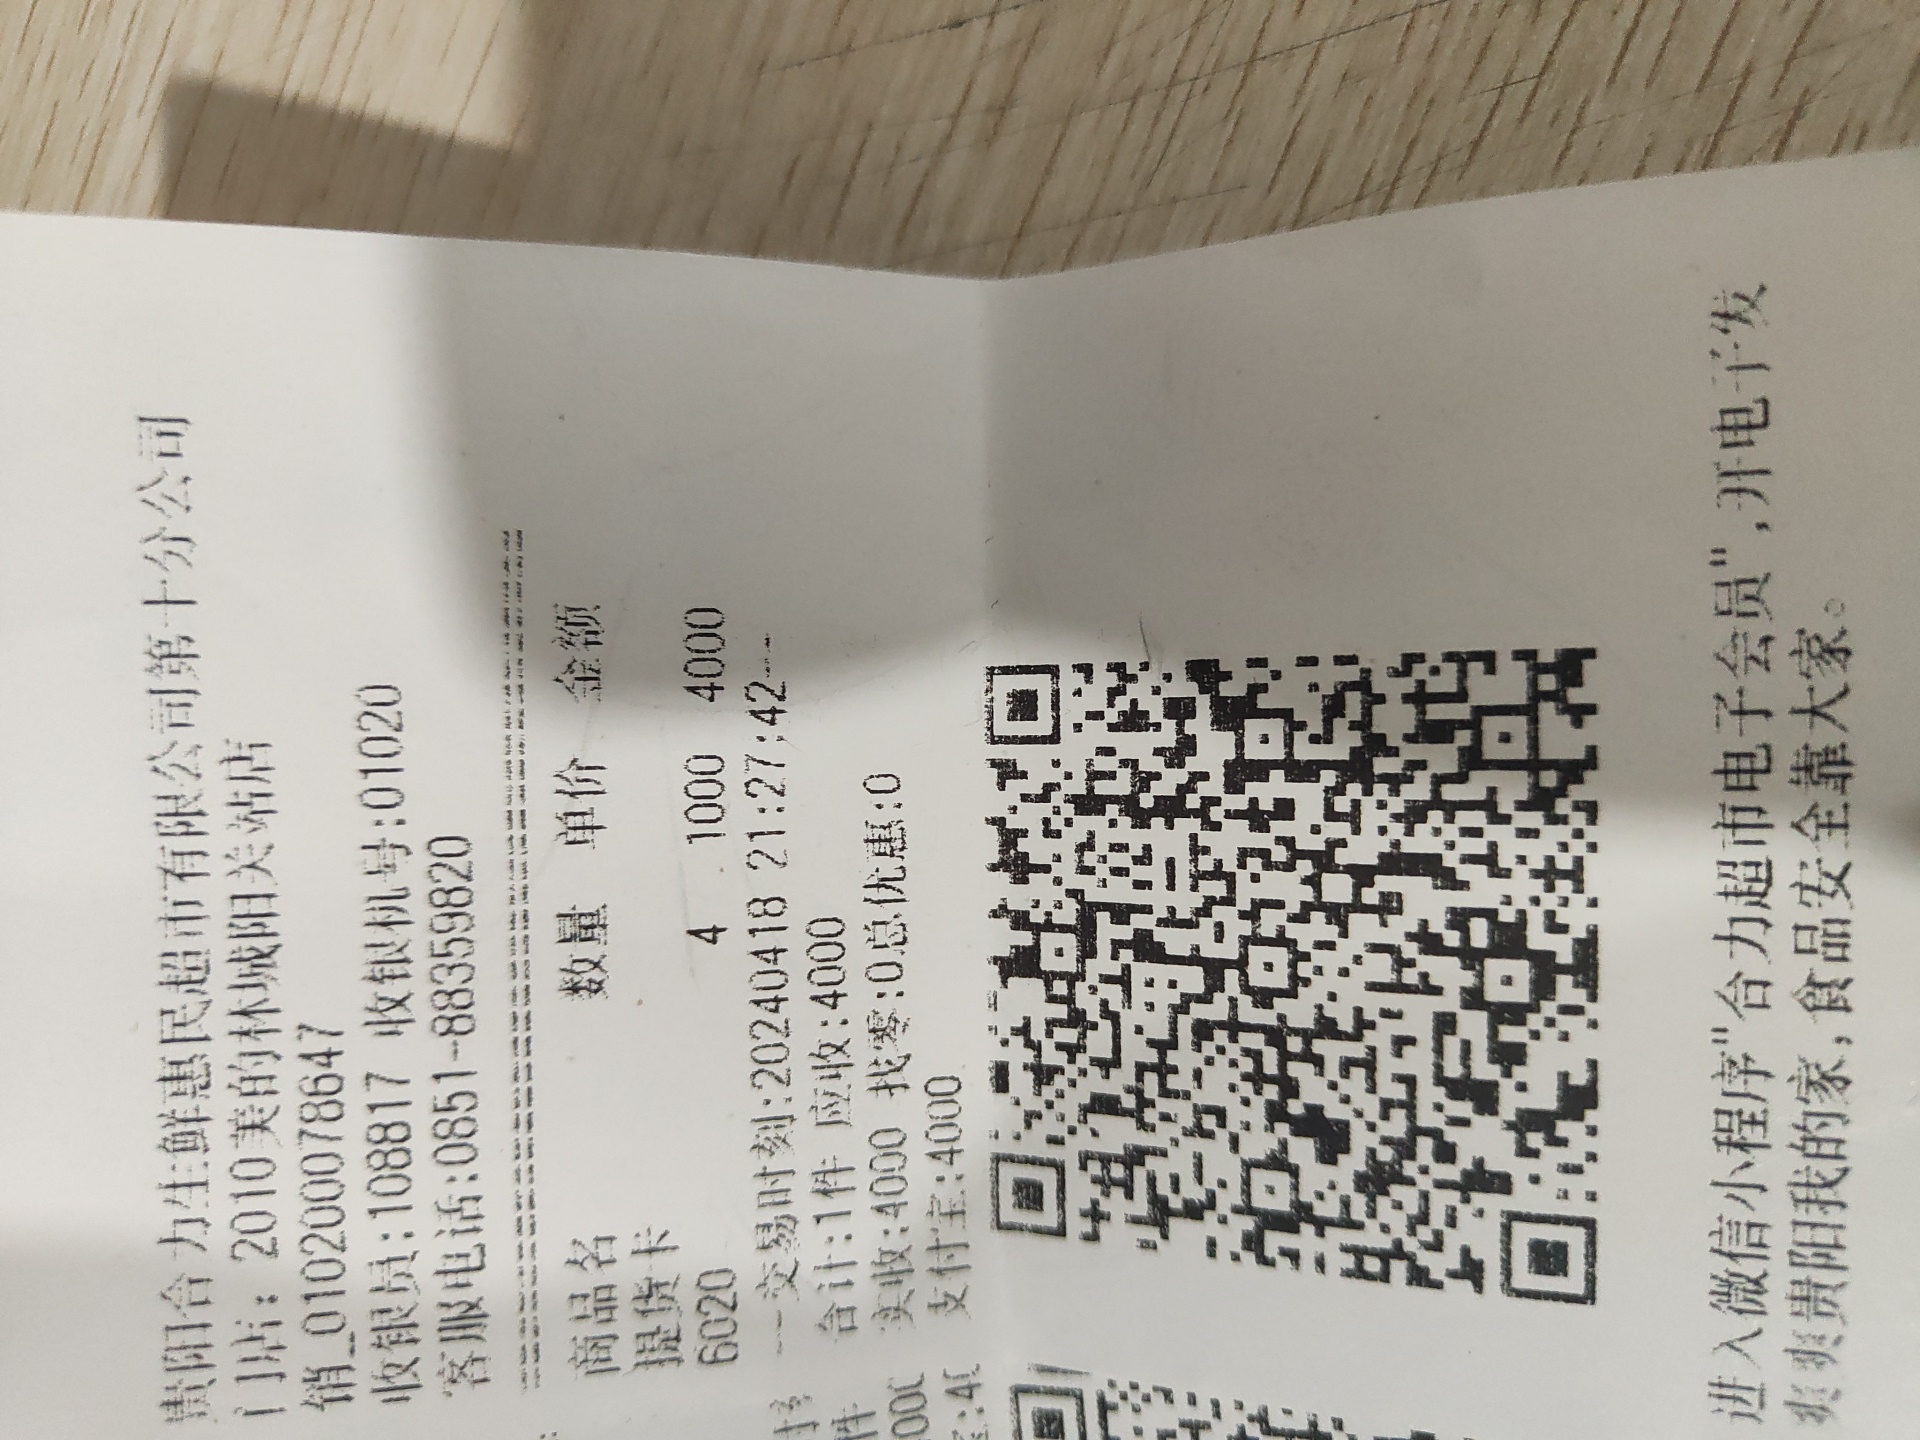 贵阳合力生鲜惠民超市有限公司第十分公司
门店：2010美的林城阳关站店
销_0102000078647
收银员:108817 收银机号:01020
客服电话:0851-88359820
商品名 数量 单价 金额
提货卡
6020 4 1000 4000
---交易时刻:20240418 21:27:42---
合计:1件 应收:4000
实收:4000 找零:0总优惠:0
支付宝:4000
进入微信小程序"合力超市电子会员",开电子发
爽爽贵阳我的家,食品安全靠大家。
件